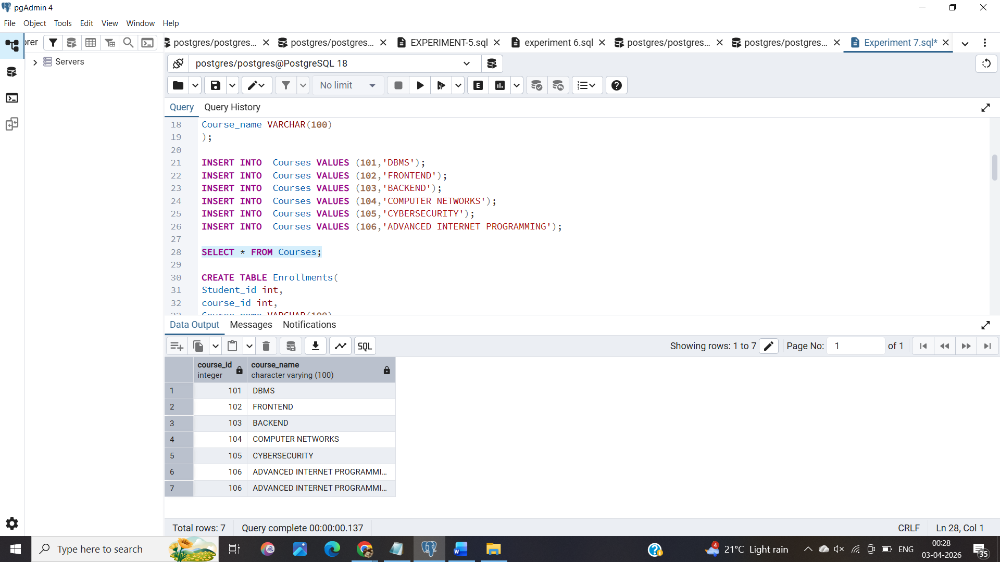 pgAdmin 4
File Object Tools Edit View Window Help
orer
postgres/postgres... postgres/postgres... EXPERIMENT-5.sql experiment 6.sql postgres/postgres... postgres/postgres... Experiment 7.sql*
Servers
postgres/postgres@PostgreSQL 18
No limit
Query Query History
18 Course_name VARCHAR(100)
19 );
20
21 INSERT INTO  Courses VALUES (101,'DBMS');
22 INSERT INTO  Courses VALUES (102,'FRONTEND');
23 INSERT INTO  Courses VALUES (103,'BACKEND');
24 INSERT INTO  Courses VALUES (104,'COMPUTER NETWORKS');
25 INSERT INTO  Courses VALUES (105,'CYBERSECURITY');
26 INSERT INTO  Courses VALUES (106,'ADVANCED INTERNET PROGRAMMING');
27
28 SELECT * FROM Courses;
29
30 CREATE TABLE Enrollments(
31 Student_id int,
32 course_id int,
33 Course_name VARCHAR(100)
Data Output Messages Notifications
SQL Showing rows: 1 to 7 Page No: 1 of 1
course_id course_name
integer character varying (100)
1 101 DBMS
2 102 FRONTEND
3 103 BACKEND
4 104 COMPUTER NETWORKS
5 105 CYBERSECURITY
6 106 ADVANCED INTERNET PROGRAMMI...
7 106 ADVANCED INTERNET PROGRAMMI...
Total rows: 7 Query complete 00:00:00.137 CRLF Ln 28, Col 1
Type here to search 4 21°C Light rain ENG 00:28
03-04-2026 35